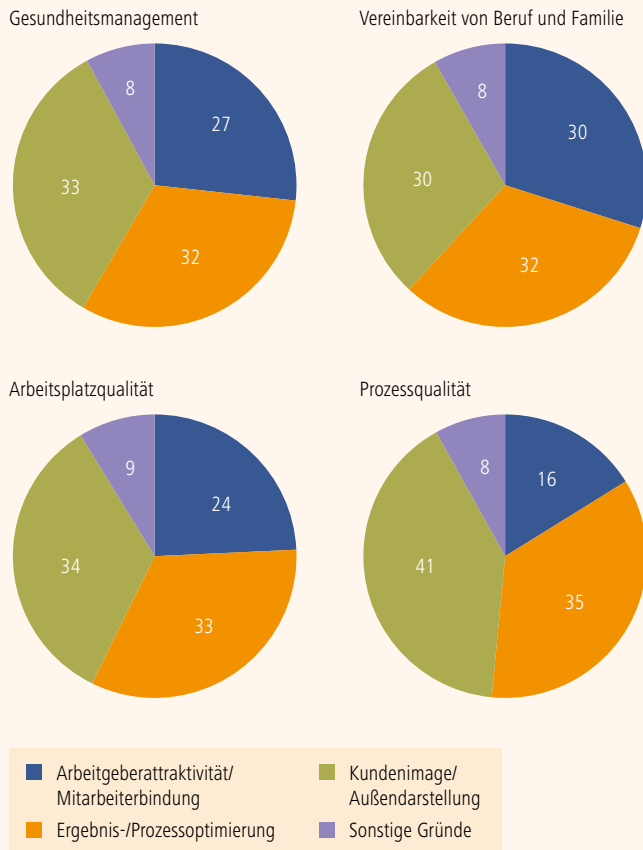 Gesundheitsmanagement
8
27
33
32
Vereinbarkeit von Beruf und Familie
8
30
30
32
Arbeitsplatzqualität
9
24
34
33
Prozessqualität
8
16
41
35
Arbeitgeberattraktivität/
Mitarbeiterbindung
Ergebnis-/Prozessoptimierung
Kundenimage/
Außendarstellung
Sonstige Gründe